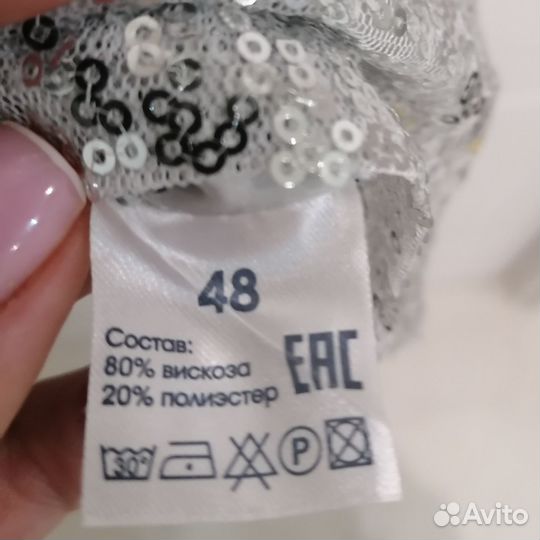 48
Состав:
80% вискоза
20% полиэстер
EAC
30° P
Avito